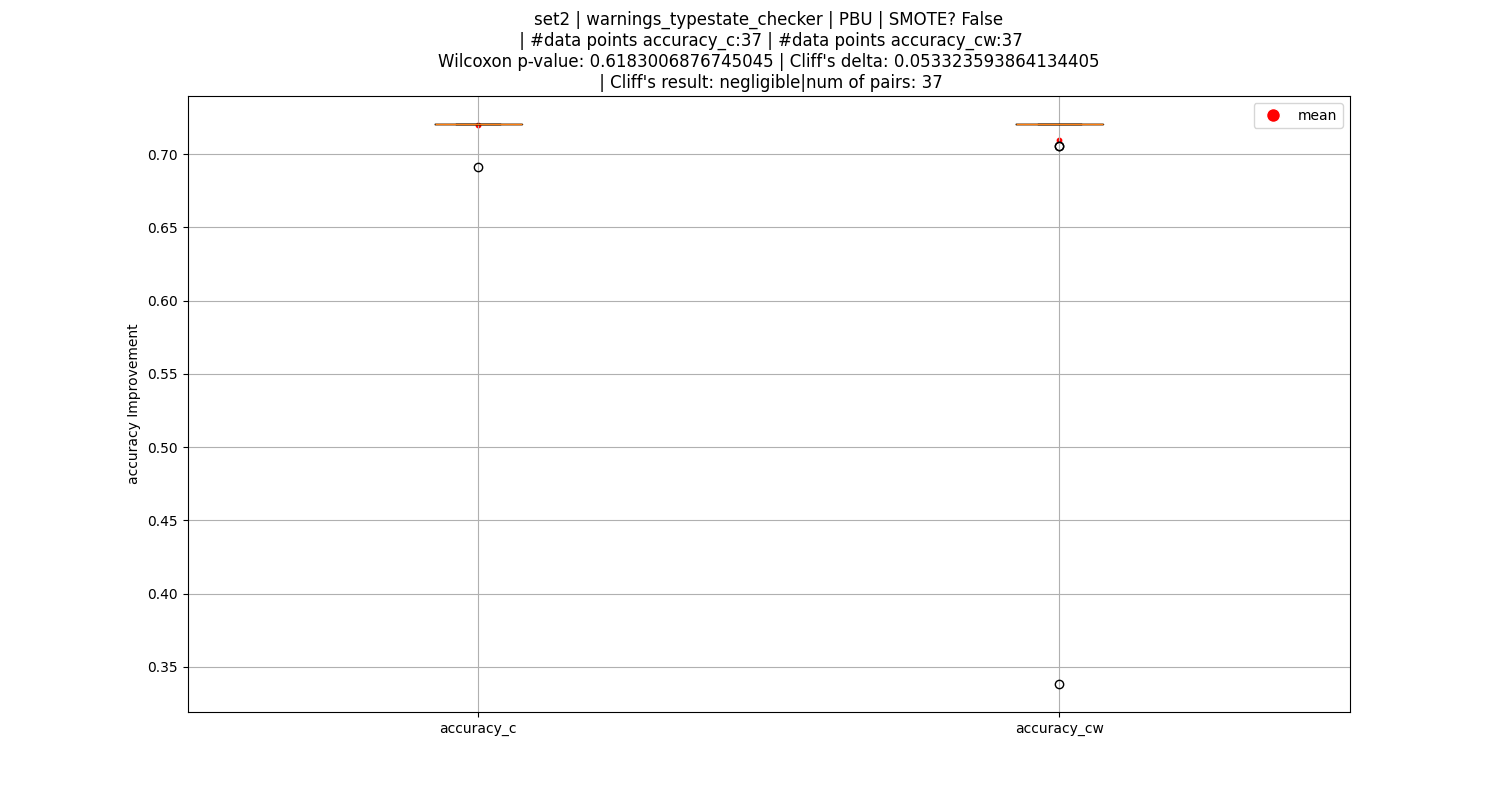 set2 | warnings_typestate_checker | PBU | SMOTE? False
| #data points accuracy_c:37 | #data points accuracy_cw:37
Wilcoxon p-value: 0.6183006876745045 | Cliff's delta: 0.053323593864134405
| Cliff's result: negligible|num of pairs: 37
mean
0.70
0.65
0.60
0.55
0.50
0.45
0.40
0.35
accuracy Improvement
accuracy_c
accuracy_cw